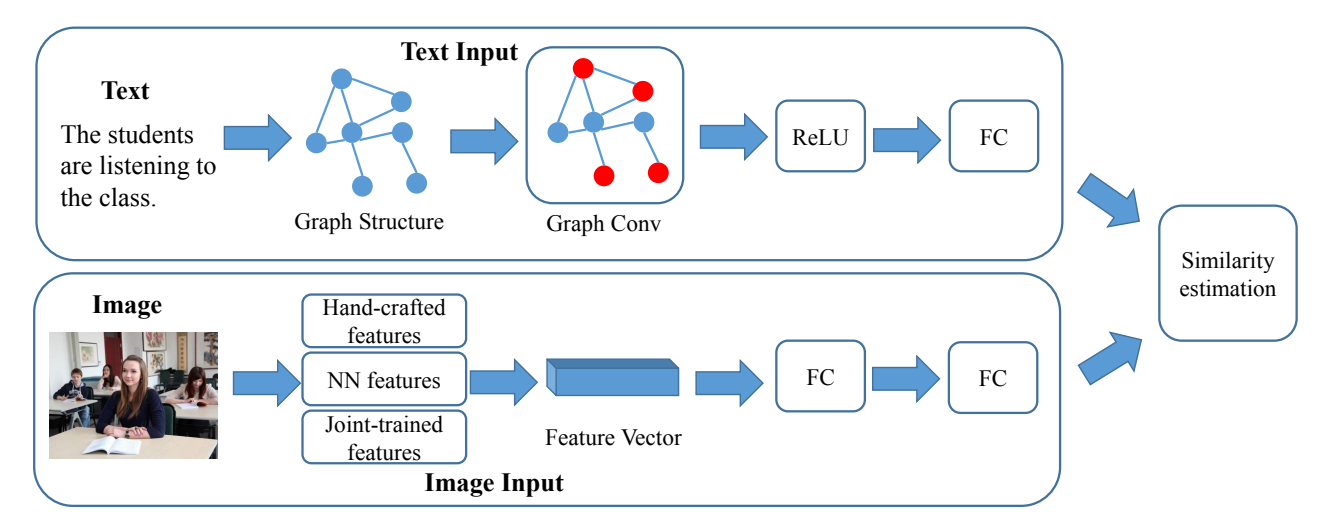 Text Input
Text
The students
are listening to
the class.
Graph Structure
Graph Conv
ReLU
FC
Image
Hand-crafted
features
NN features
Joint-trained
features
Feature Vector
FC
FC
Image Input
Similarity
estimation